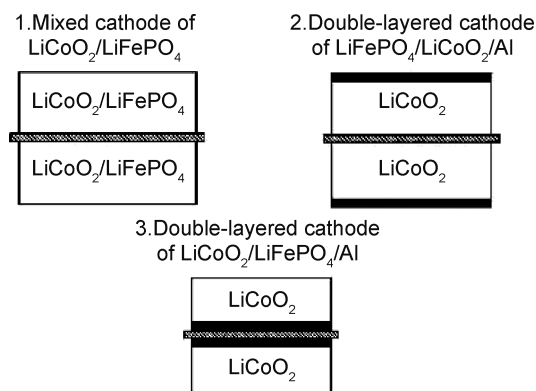 1.Mixed cathode of
LiCoO₂/LiFePO₄
LiCoO₂/LiFePO₄
LiCoO₂/LiFePO₄
2.Double-layered cathode
of LiFePO₄/LiCoO₂/Al
LiCoO₂
LiCoO₂
3.Double-layered cathode
of LiCoO₂/LiFePO₄/Al
LiCoO₂
LiCoO₂